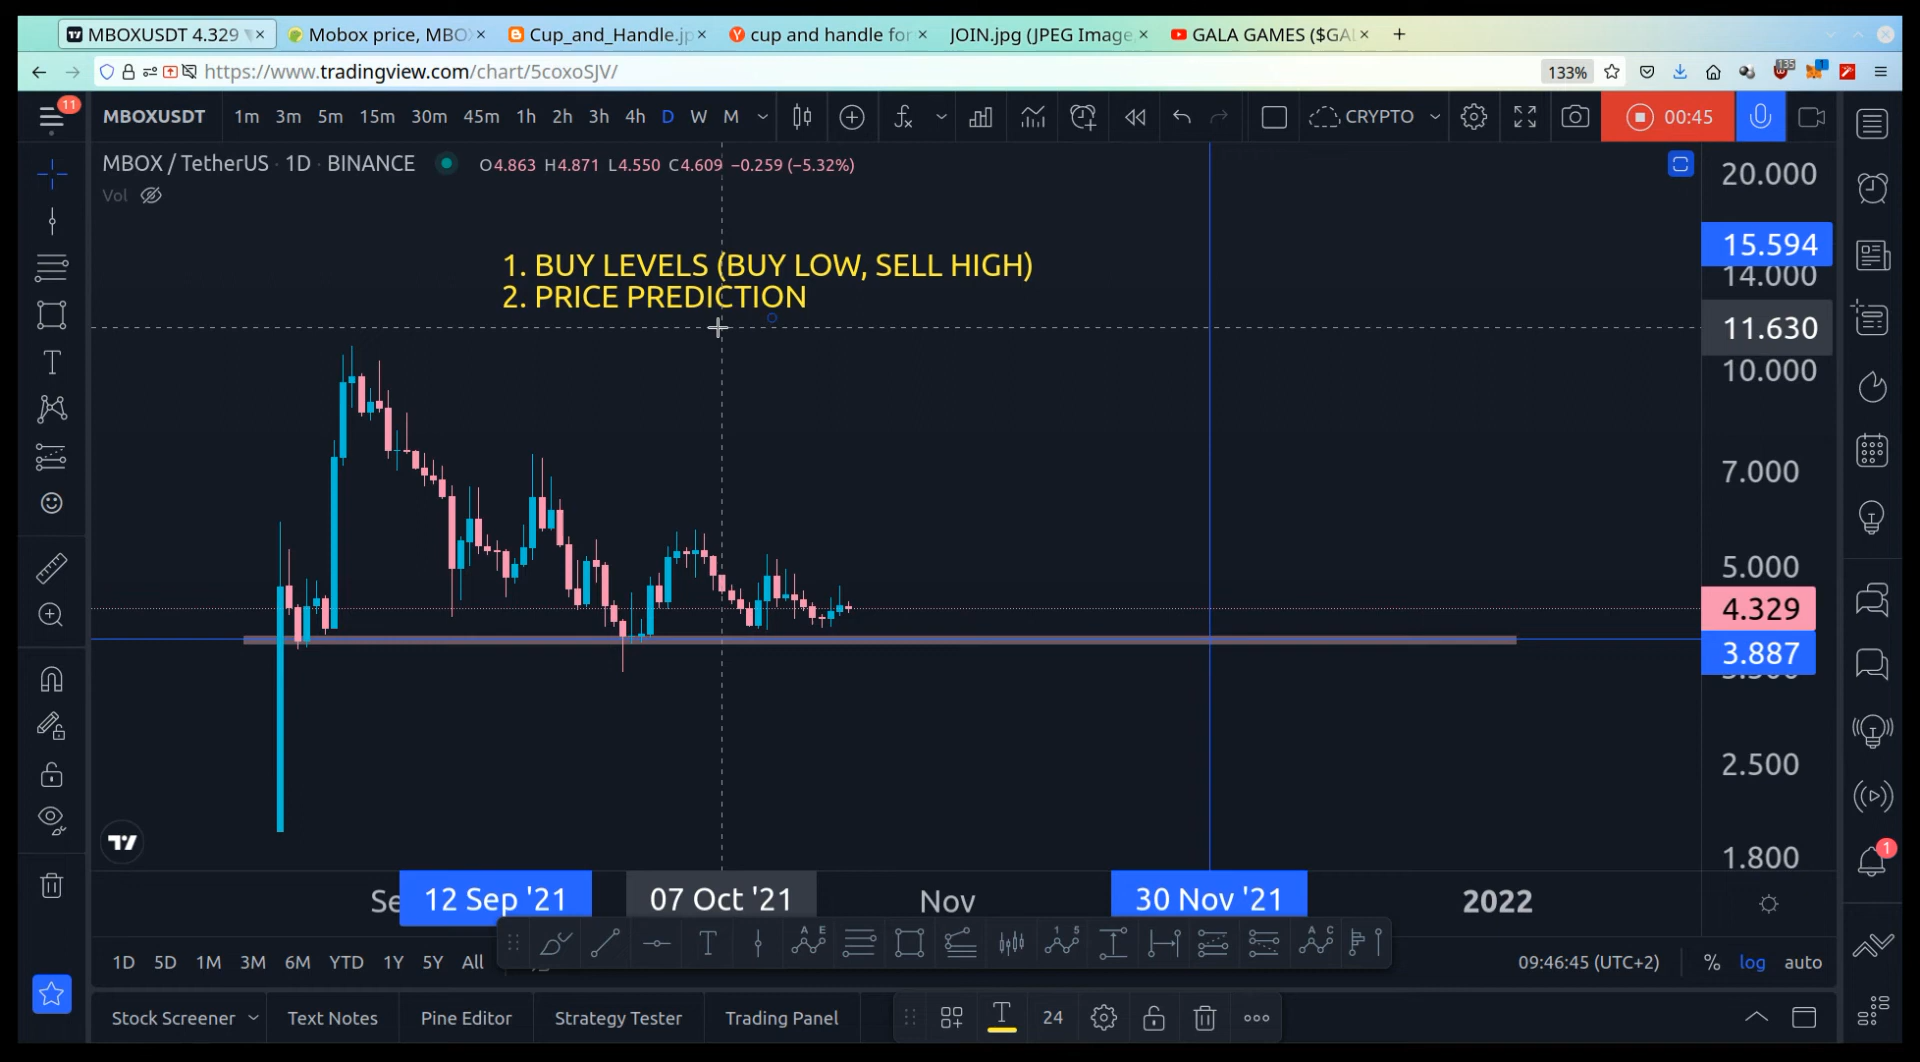 MBOXUSDT 4.329
Mobox price, MBO
Cup_and_Handle.jp
cup and handle for
JOIN.jpg (JPEG Image,
GALA GAMES ($GAL
https://www.tradingview.com/chart/5coxoSJV/
133%
135
11
MBOXUSDT
1m 3m 5m 15m 30m 45m 1h 2h 3h 4h D W M
CRYPTO
00:45
MBOX / TetherUS · 1D · BINANCE
O4.863 H4.871 L4.550 C4.609 −0.259 (−5.32%)
Vol
1. BUY LEVELS (BUY LOW, SELL HIGH)
2. PRICE PREDICTION
20.000
15.594
14.000
11.630
10.000
7.000
5.000
4.329
3.887
2.500
1.800
1
12 Sep '21
07 Oct '21
Nov
30 Nov '21
2022
1D 5D 1M 3M 6M YTD 1Y 5Y All
09:46:45 (UTC+2)
% log auto
Stock Screener
Text Notes
Pine Editor
Strategy Tester
Trading Panel
24